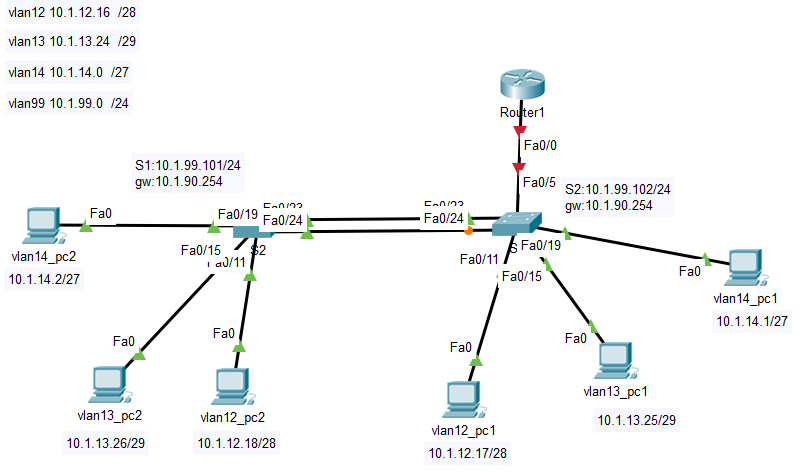 vlan12 10.1.12.16 /28
vlan13 10.1.13.24 /29
vlan14 10.1.14.0 /27
vlan99 10.1.99.0 /24
Router1
Fa0/0
Fa0/5
S1:10.1.99.101/24
gw:10.1.90.254
S2:10.1.99.102/24
gw:10.1.90.254
Fa0
Fa0/19
Fa0/23
Fa0/24
Fa0/23
Fa0/24
S
Fa0/19
vlan14_pc2
10.1.14.2/27
Fa0/15
Fa0/11
S2
Fa0/11
Fa0/15
Fa0
vlan14_pc1
10.1.14.1/27
Fa0
Fa0
Fa0
Fa0
vlan13_pc2
10.1.13.26/29
vlan12_pc2
10.1.12.18/28
vlan12_pc1
10.1.12.17/28
vlan13_pc1
10.1.13.25/29